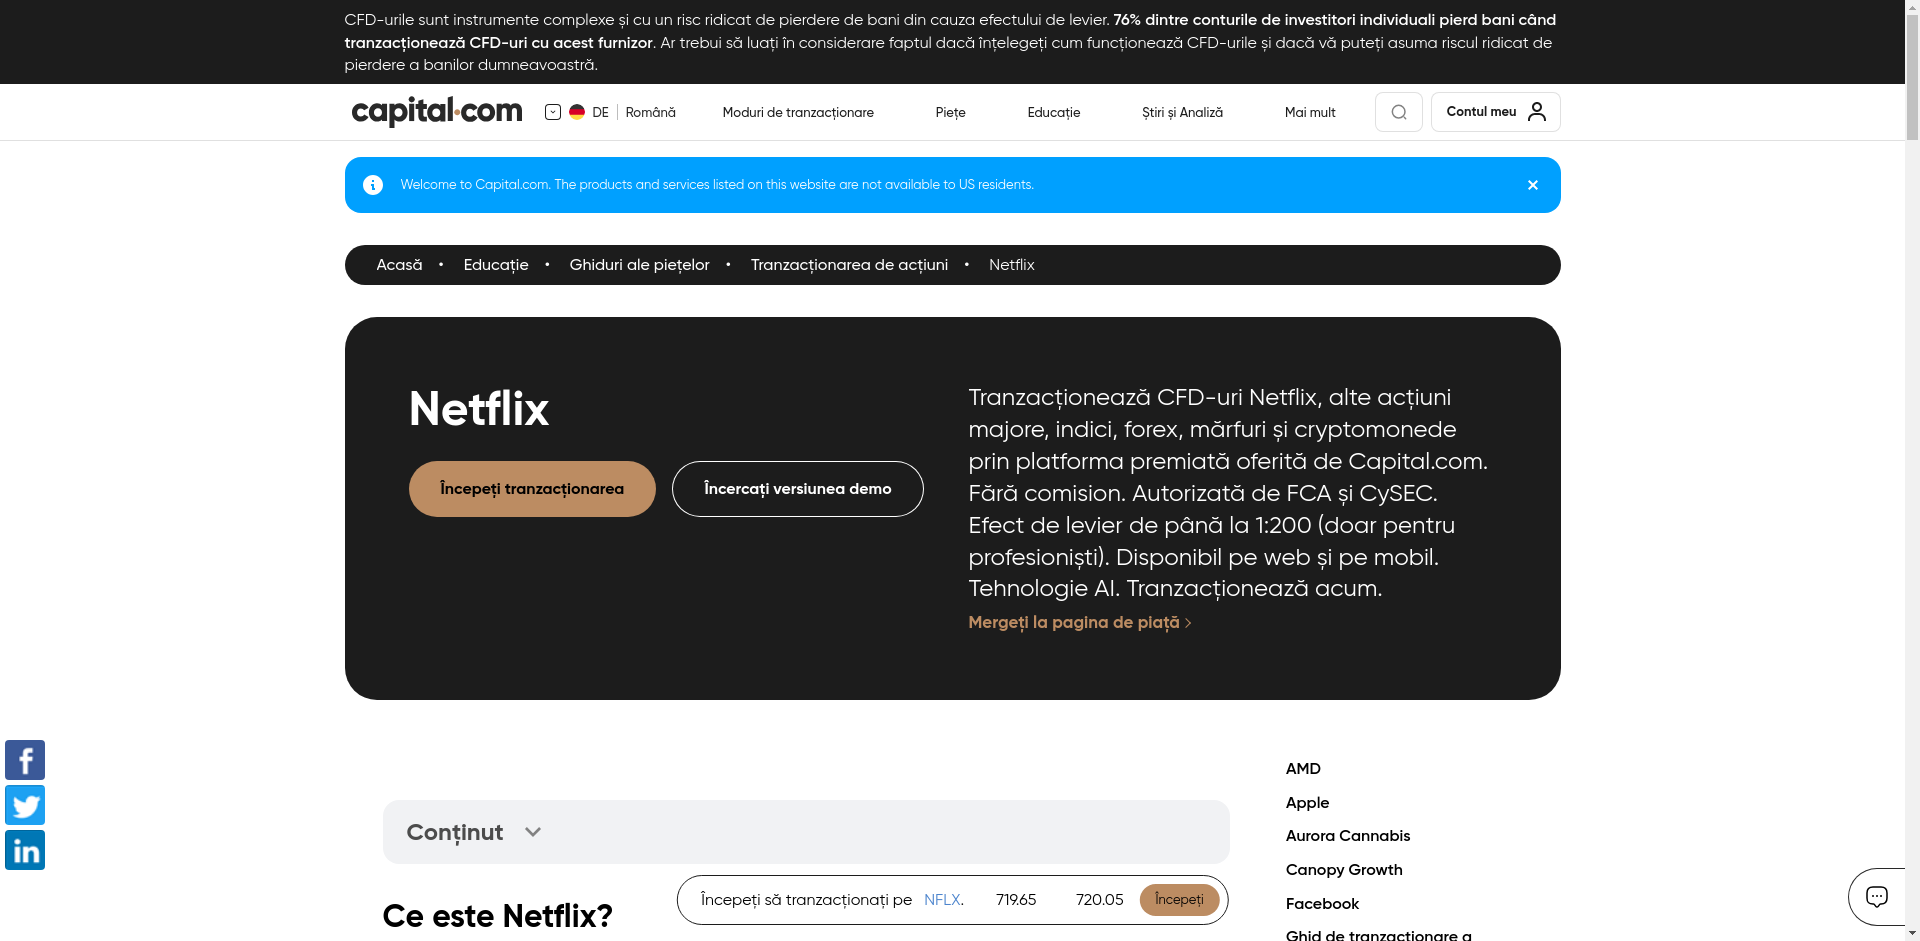 CFD-urile sunt instrumente complexe și cu un risc ridicat de pierdere de bani din cauza efectului de levier. 76% dintre conturile de investitori individuali pierd bani când
tranzacționează CFD-uri cu acest furnizor. Ar trebui să luați în considerare faptul dacă înțelegeți cum funcționează CFD-urile și dacă vă puteți asuma riscul ridicat de
pierdere a banilor dumneavoastră.
capital.com DE Română Moduri de tranzacționare Piețe Educație Știri și Analiză Mai mult Contul meu
Welcome to Capital.com. The products and services listed on this website are not available to US residents.
Acasă • Educație • Ghiduri ale piețelor • Tranzacționarea de acțiuni • Netflix
Netflix
Începeți tranzacționarea
Încercați versiunea demo
Tranzacționează CFD-uri Netflix, alte acțiuni
majore, indici, forex, mărfuri și cryptomonede
prin platforma premiată oferită de Capital.com.
Fără comision. Autorizată de FCA și CySEC.
Efect de levier de până la 1:200 (doar pentru
profesioniști). Disponibil pe web și pe mobil.
Tehnologie AI. Tranzacționează acum.
Mergeți la pagina de piață
Conținut
Ce este Netflix?
Începeți să tranzacționați pe NFLX. 719.65 720.05 Începeți
AMD
Apple
Aurora Cannabis
Canopy Growth
Facebook
Ghid de tranzacționare a